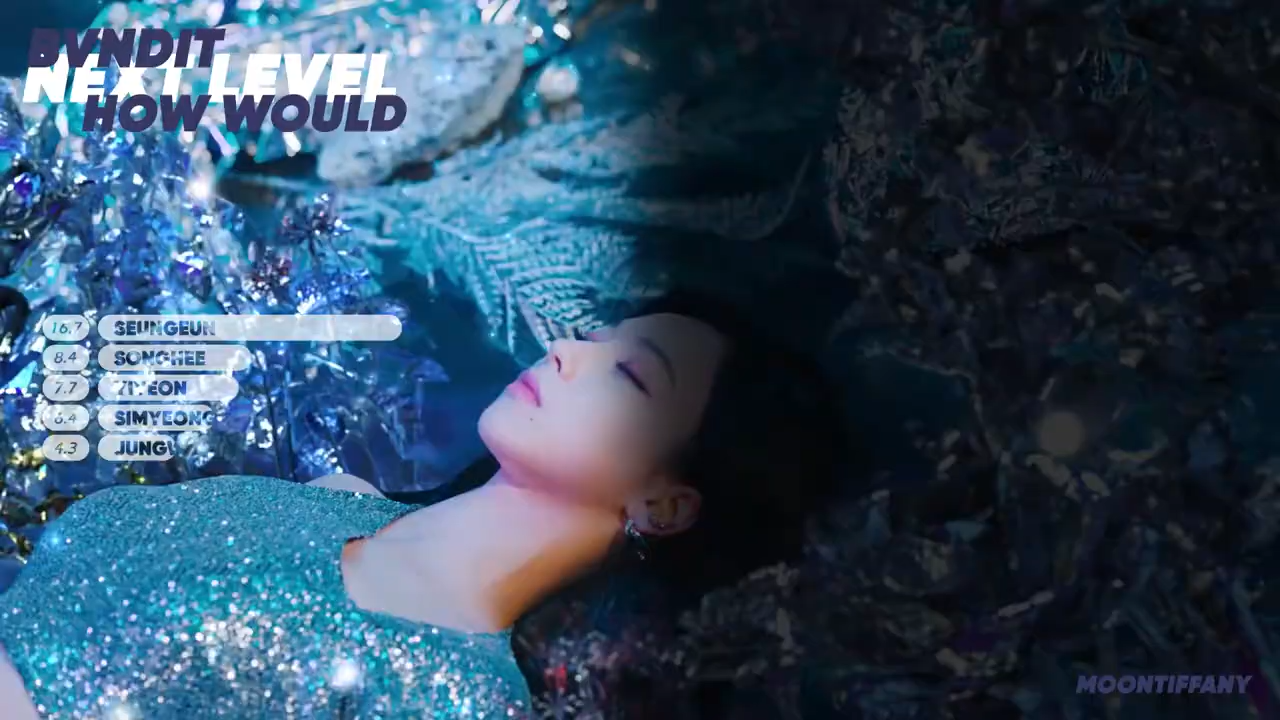 BVNDIT
NEXT LEVEL
HOW WOULD
16.7 SEUNGEUN
8.4 SONGHEE
7.7 YIYEON
6.4 SIMYEONG
4.3
MOONTIFFANY